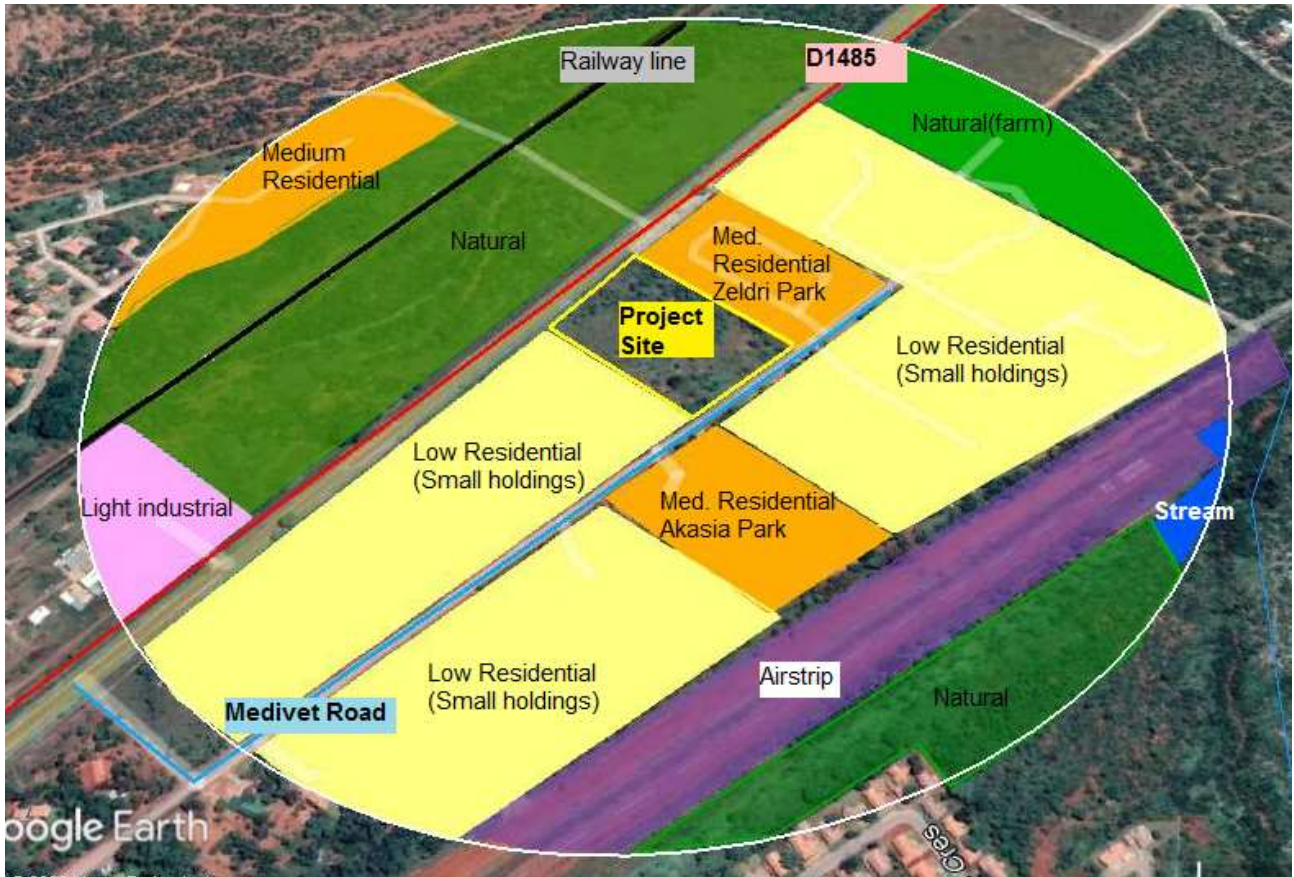 Railway line
D1485
Natural(farm)
Medium
Residential
Natural
Med.
Residential
Zeldri Park
Project
Site
Low Residential
(Small holdings)
Low Residential
(Small holdings)
Light industrial
Med. Residential
Akasia Park
Stream
Low Residential
(Small holdings)
Airstrip
Natural
Medivet Road
oogle Earth
Cres